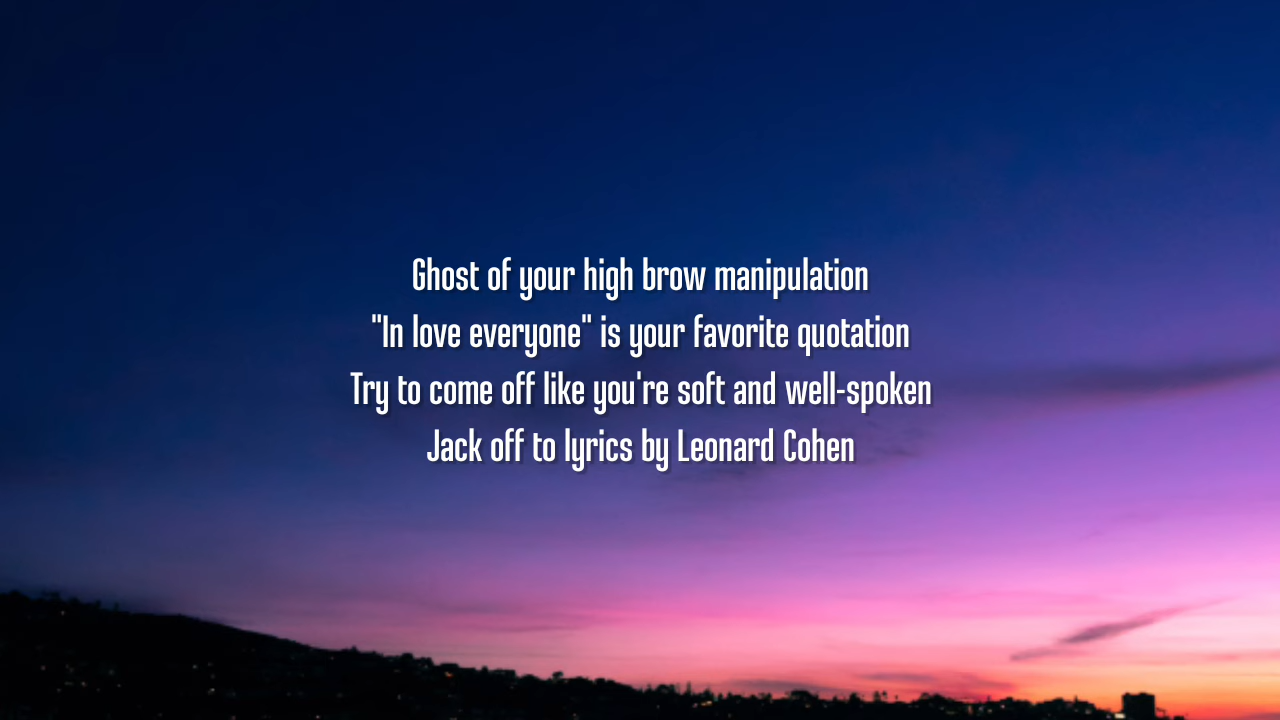 Ghost of your high brow manipulation
"In love everyone" is your favorite quotation
Try to come off like you're soft and well-spoken
Jack off to lyrics by Leonard Cohen